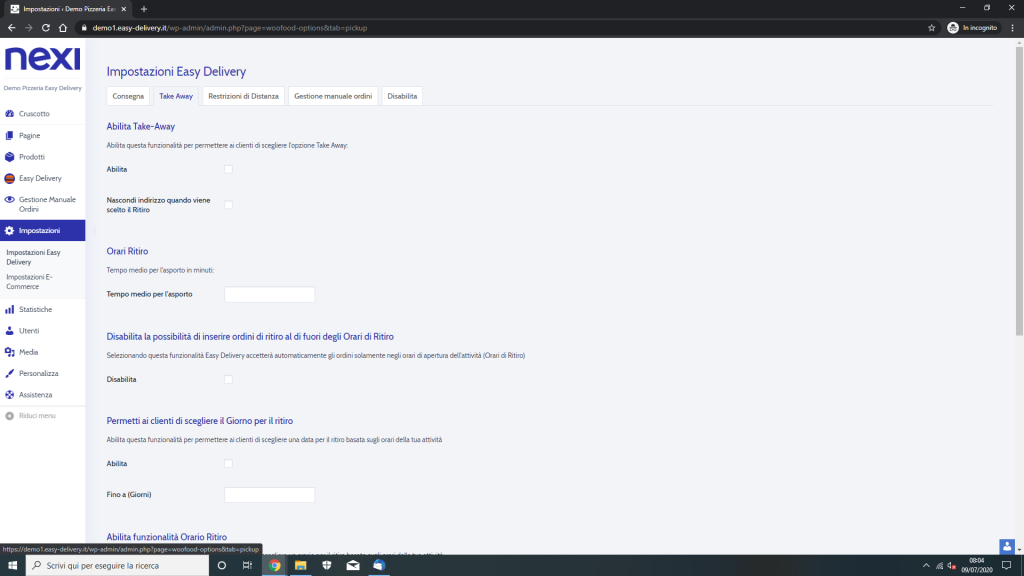 Impostazioni ‹ Demo Pizzeria Eas
demo1.easy-delivery.it/wp-admin/admin.php?page=woofood-options&tab=pickup
In incognito
nexi
Demo Pizzeria Easy Delivery
Cruscotto
Pagine
Prodotti
Easy Delivery
Gestione Manuale
Ordini
Impostazioni
Impostazioni Easy
Delivery
Impostazioni E-
Commerce
Statistiche
Utenti
Media
Personalizza
Assistenza
Riduci menu
Impostazioni Easy Delivery
Consegna
Take Away
Restrizioni di Distanza
Gestione manuale ordini
Disabilita
Abilita Take-Away
Abilita questa funzionalità per permettere ai clienti di scegliere l'opzione Take Away:
Abilita
Nascondi indirizzo quando viene
scelto il Ritiro
Orari Ritiro
Tempo medio per l'asporto in minuti:
Tempo medio per l'asporto
Disabilita la possibilità di inserire ordini di ritiro al di fuori degli Orari di Ritiro
Selezionando questa funzionalità Easy Delivery accetterà automaticamente gli ordini solamente negli orari di apertura dell'attività (Orari di Ritiro)
Disabilita
Permetti ai clienti di scegliere il Giorno per il ritiro
Abilita questa funzionalità per permettere ai clienti di scegliere una data per il ritiro basata sugli orari della tua attività
Abilita
Fino a (Giorni)
Abilita funzionalità Orario Ritiro
https://demo1.easy-delivery.it/wp-admin/admin.php?page=woofood-options&tab=pickup
Scrivi qui per eseguire la ricerca
08:04
09/07/2020